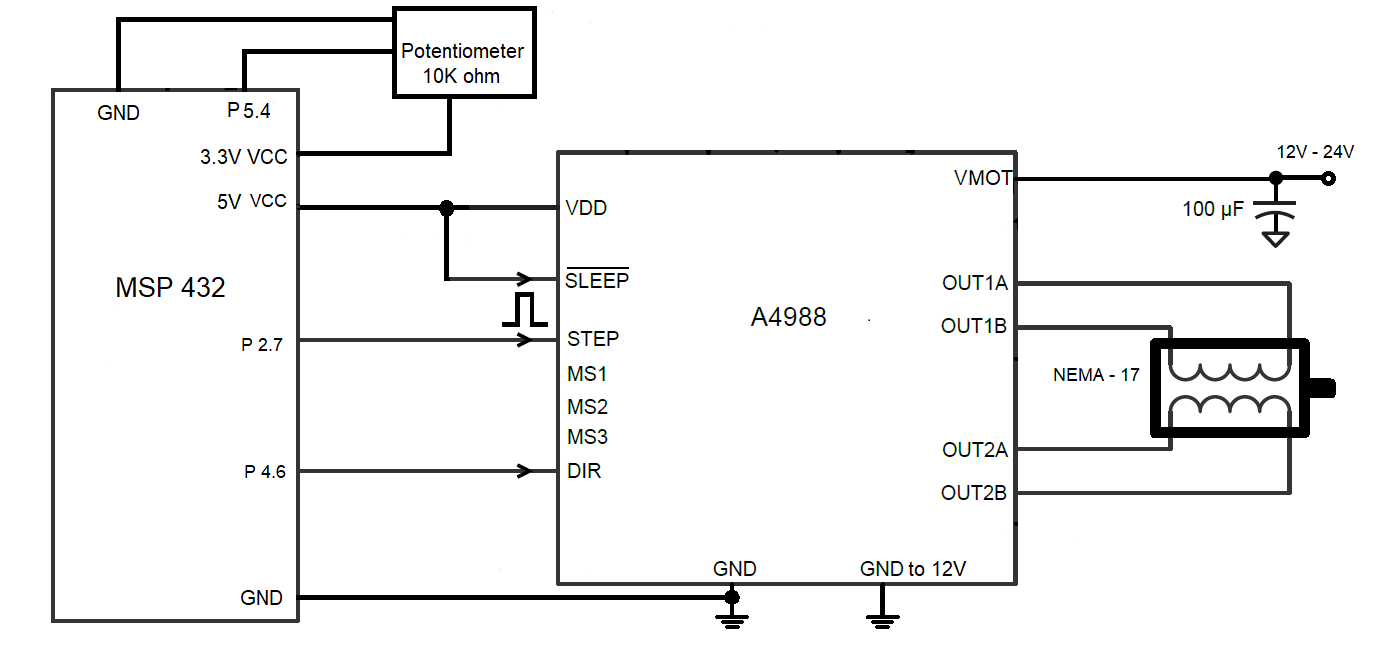 Potentiometer
10K ohm
GND
P 5.4
3.3V VCC
5V VCC
MSP 432
P 2.7
P 4.6
GND
VDD
SLEEP
STEP
MS1
MS2
MS3
DIR
A4988
GND
GND to 12V
VMOT
OUT1A
OUT1B
OUT2A
OUT2B
12V - 24V
100 µF
NEMA - 17